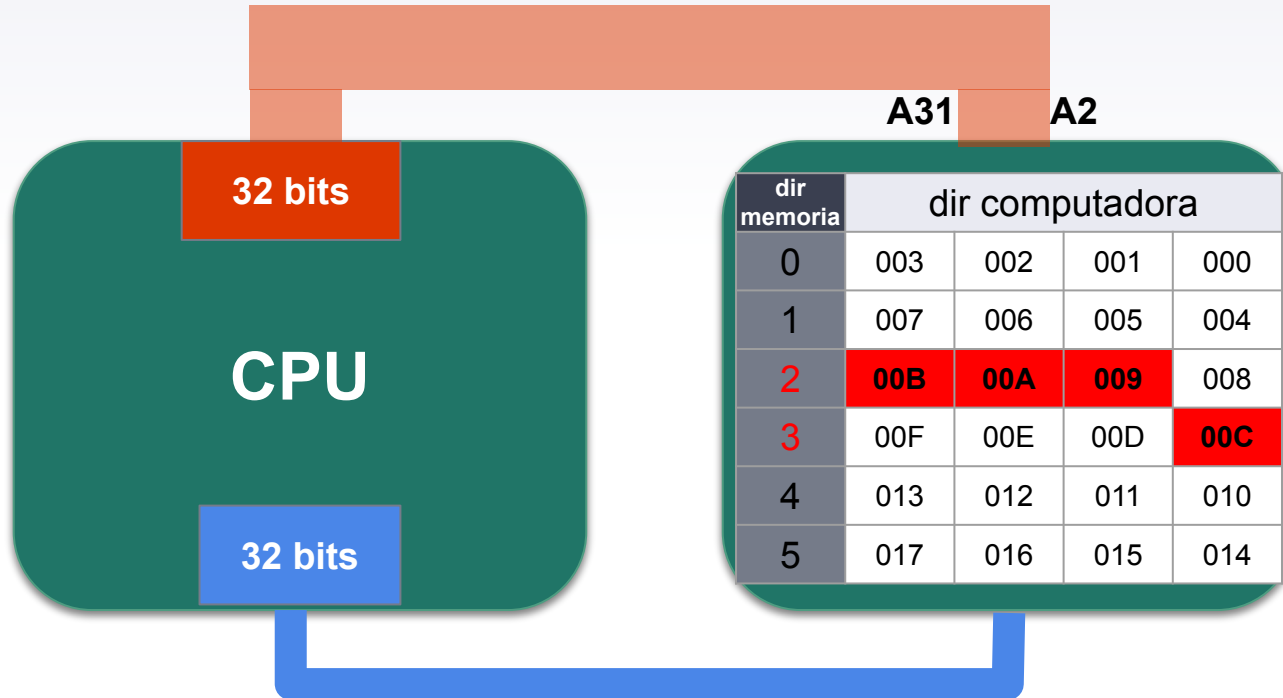 A31 A2
32 bits
CPU
32 bits
dir memoria dir computadora
0 003 002 001 000
1 007 006 005 004
2 00B 00A 009 008
3 00F 00E 00D 00C
4 013 012 011 010
5 017 016 015 014